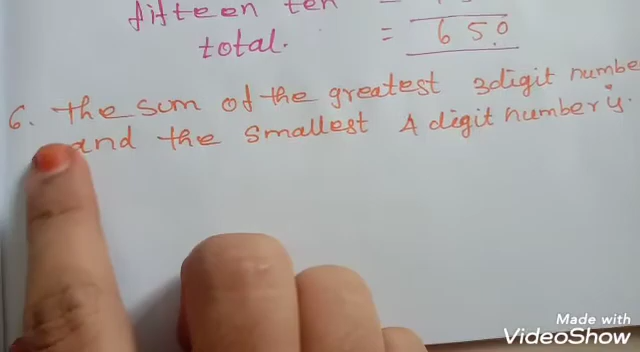 fifteen ten
total. = 650
6. the sum of the greatest 3digit numbe
and the smallest 4 digit number is.
Made with
VideoShow